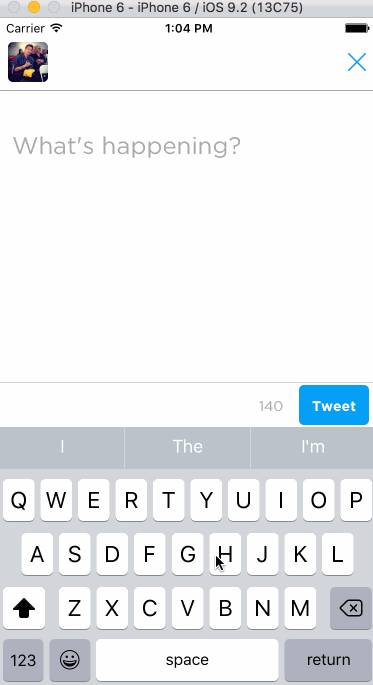 iPhone 6 - iPhone 6 / iOS 9.2 (13C75)
Carrier 1:04 PM
What's happening?
140 Tweet
I The I'm
Q W E R T Y U I O P
A S D F G H J K L
Z X C V B N M
123 space return